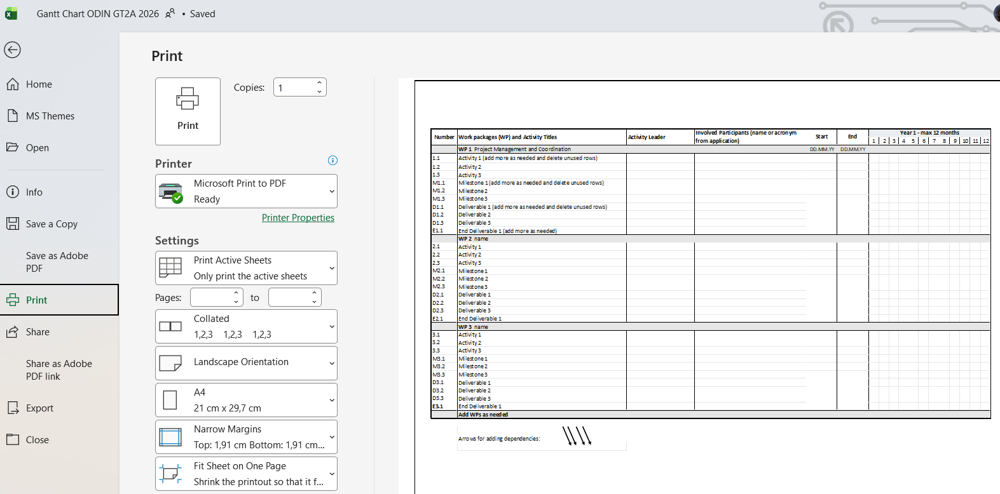 Gantt Chart ODIN GT2A 2026 • Saved
Home
MS Themes
Open
Info
Save a Copy
Save as Adobe
PDF
Print
Share
Share as Adobe
PDF link
Export
Close
Print
Print
Copies: 1
Printer
Microsoft Print to PDF
Ready
Printer Properties
Settings
Print Active Sheets
Only print the active sheets
Pages: to
Collated
1,2,3 1,2,3 1,2,3
Landscape Orientation
A4
21 cm x 29,7 cm
Narrow Margins
Top: 1,91 cm Bottom: 1,91 cm...
Fit Sheet on One Page
Shrink the printout so that it f...
Number Work packages (WP) and Activity Titles Activity Leader Involved Participants (name or acronym from application) Start End Year 1 - max 12 months
1 2 3 4 5 6 7 8 9 10 11 12
WP 1 Project Management and Coordination DD.MM.YY DD.MM.YY
1.1 Activity 1 (add more as needed and delete unused rows)
1.2 Activity 2
1.3 Activity 3
M1.1 Milestone 1 (add more as needed and delete unused rows)
M1.2 Milestone 2
M1.3 Milestone 3
D1.1 Deliverable 1 (add more as needed and delete unused rows)
D1.2 Deliverable 2
D1.3 Deliverable 3
E1.1 End Deliverable 1 (add more as needed)
WP 2 name
2.1 Activity 1
2.2 Activity 2
2.3 Activity 3
M2.1 Milestone 1
M2.2 Milestone 2
M2.3 Milestone 3
D2.1 Deliverable 1
D2.2 Deliverable 2
D2.3 Deliverable 3
E2.1 End Deliverable 1
WP 3 name
3.1 Activity 1
3.2 Activity 2
3.3 Activity 3
M3.1 Milestone 1
M3.2 Milestone 2
M3.3 Milestone 3
D3.1 Deliverable 1
D3.2 Deliverable 2
D3.3 Deliverable 3
E3.1 End Deliverable 1
Add WPs as needed
Arrows for adding dependencies: